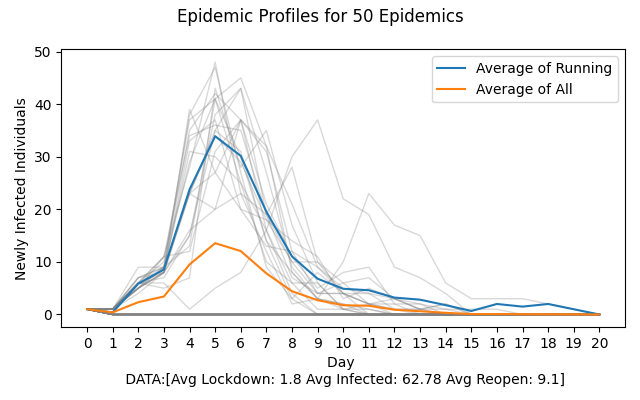 Epidemic Profiles for 50 Epidemics
50
40
30
20
10
0
Newly Infected Individuals
Average of Running
Average of All
0 1 2 3 4 5 6 7 8 9 10 11 12 13 14 15 16 17 18 19 20
Day
DATA:[Avg Lockdown: 1.8 Avg Infected: 62.78 Avg Reopen: 9.1]